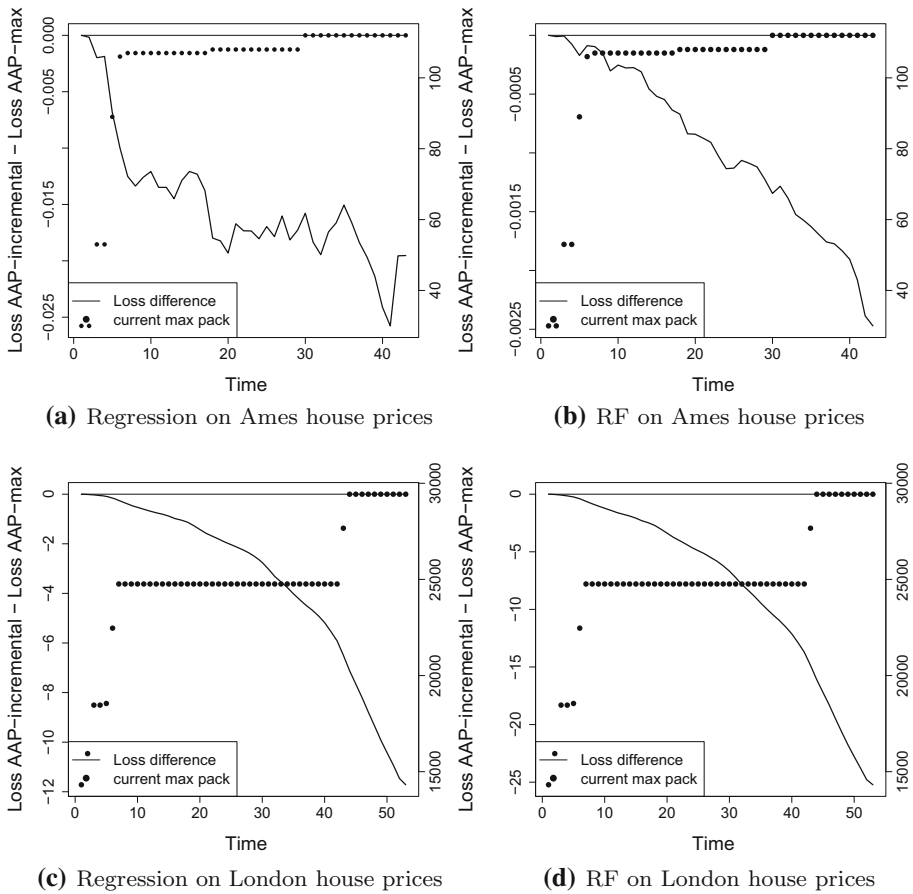 Loss AAP−incremental − Loss AAP−max
0.000
−0.005
−0.015
−0.025
110
100
80
60
40
Loss difference
current max pack
0 10 20 30 40
Time
(a) Regression on Ames house prices
Loss AAP−incremental − Loss AAP−max
−0.0005
−0.0015
−0.0025
100
80
60
40
Loss difference
current max pack
0 10 20 30 40
Time
(b) RF on Ames house prices
Loss AAP−incremental − Loss AAP−max
0
−2
−4
−6
−8
−10
−12
30000
25000
20000
15000
Loss difference
current max pack
0 10 20 30 40 50
Time
(c) Regression on London house prices
Loss AAP−incremental − Loss AAP−max
0
−5
−10
−15
−20
−25
30000
25000
20000
15000
Loss difference
current max pack
0 10 20 30 40 50
Time
(d) RF on London house prices